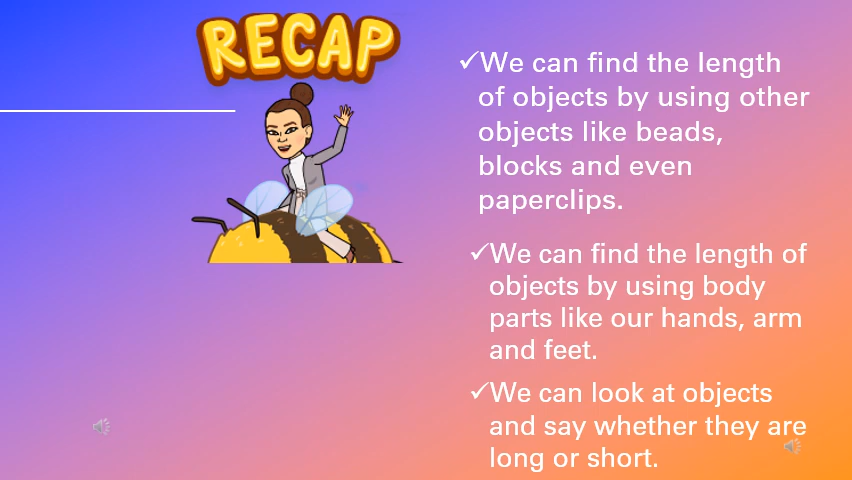 RECAP
✓We can find the length
of objects by using other
objects like beads,
blocks and even
paperclips.
✓We can find the length of
objects by using body
parts like our hands, arm
and feet.
✓We can look at objects
and say whether they are
long or short.